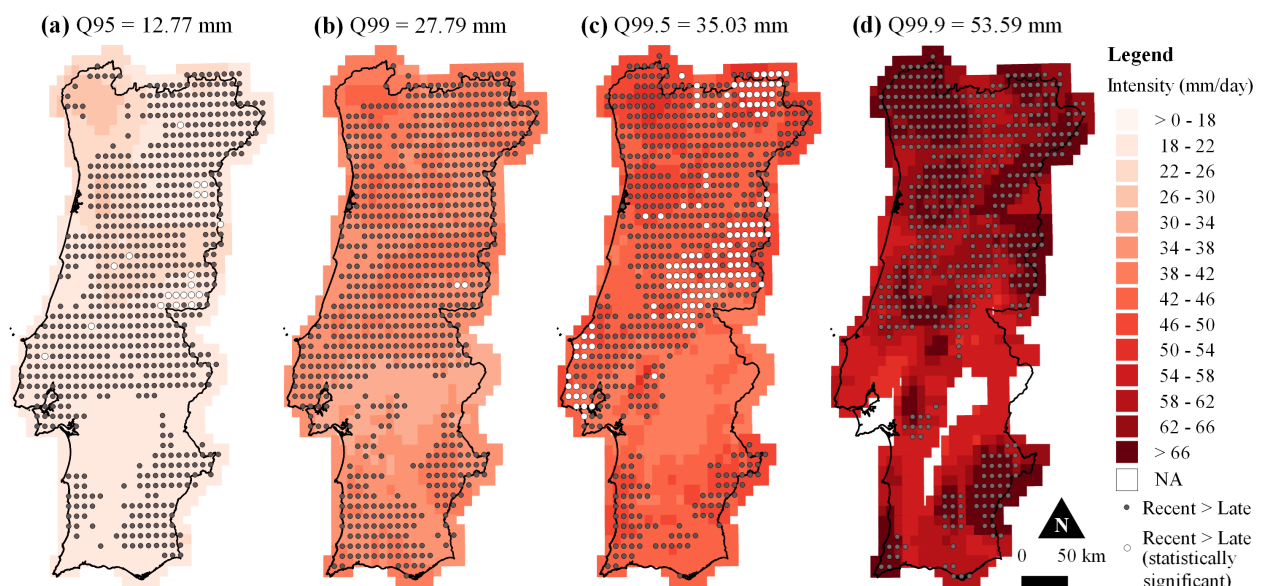 (a) Q95 = 12.77 mm
(b) Q99 = 27.79 mm
(c) Q99.5 = 35.03 mm
(d) Q99.9 = 53.59 mm
Legend
Intensity (mm/day)
> 0 - 18
18 - 22
22 - 26
26 - 30
30 - 34
34 - 38
38 - 42
42 - 46
46 - 50
50 - 54
54 - 58
58 - 62
62 - 66
> 66
NA
Recent > Late
Recent > Late
(statistically
significant)
N
0 50 km